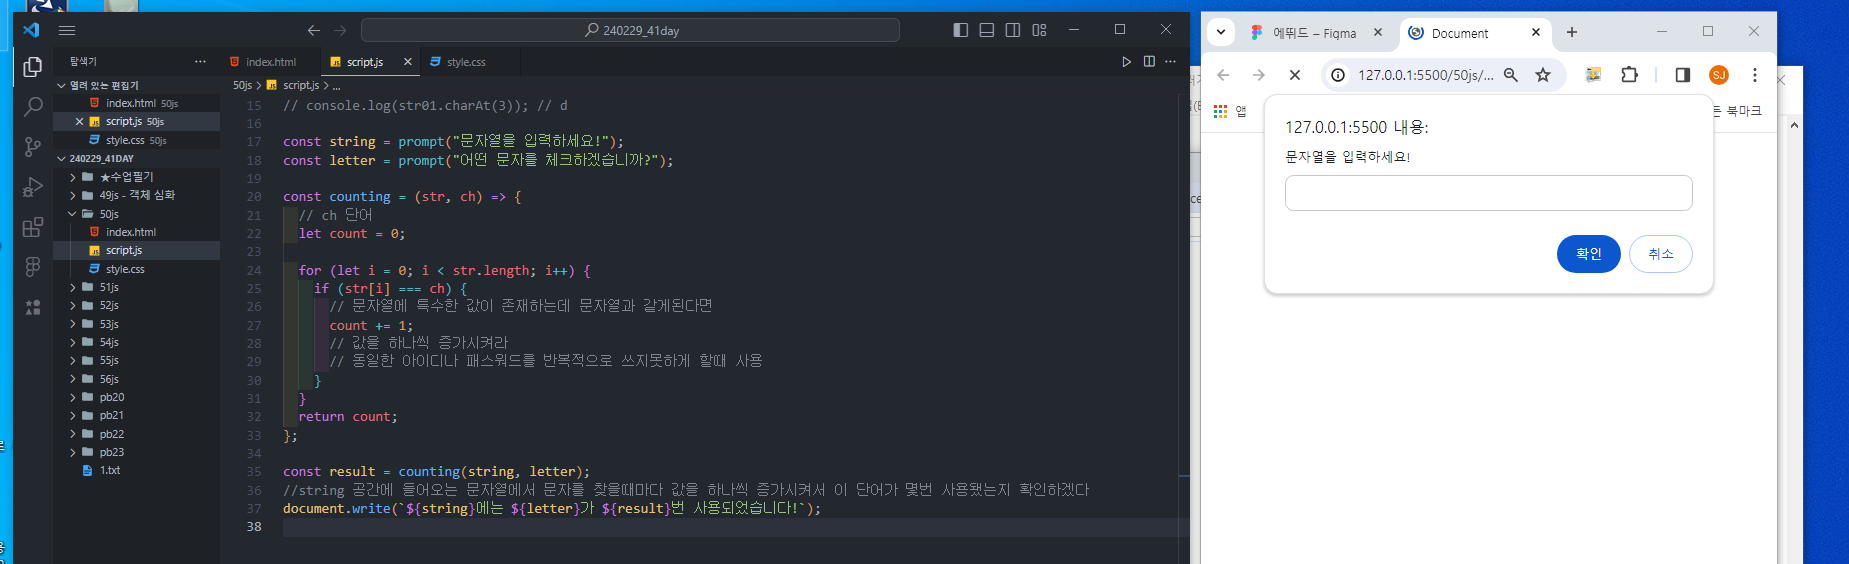 240229_41day
탐색기
열려 있는 편집기
index.html 50js
script.js 50js
style.css 50js
240229_41DAY
★수업필기
49js - 객체 심화
50js
index.html
script.js
style.css
51js
52js
53js
54js
55js
56js
pb20
pb21
pb22
pb23
1.txt
index.html
script.js
style.css
50js > script.js > ...
15 // console.log(str01.charAt(3)); // d
16
17 const string = prompt("문자열을 입력하세요!");
18 const letter = prompt("어떤 문자를 체크하겠습니까?");
19
20 const counting = (str, ch) => {
21 // ch 단어
22 let count = 0;
23
24 for (let i = 0; i < str.length; i++) {
25 if (str[i] === ch) {
26 // 문자열에 특수한 값이 존재하는데 문자열과 같게된다면
27 count += 1;
28 // 값을 하나씩 증가시켜라
29 // 동일한 아이디나 패스워드를 반복적으로 쓰지못하게 할때 사용
30 }
31 }
32 return count;
33 };
34
35 const result = counting(string, letter);
36 //string 공간에 들어오는 문자열에서 문자를 찾을때마다 값을 하나씩 증가시켜서 이 단어가 몇번 사용됐는지 확인하겠다
37 document.write(`${string}에는 ${letter}가 ${result}번 사용되었습니다!`);
38
에뛰드 – Figma
Document
127.0.0.1:5500/50js/...
SJ
앱
든 북마크
127.0.0.1:5500 내용:
문자열을 입력하세요!
확인
취소